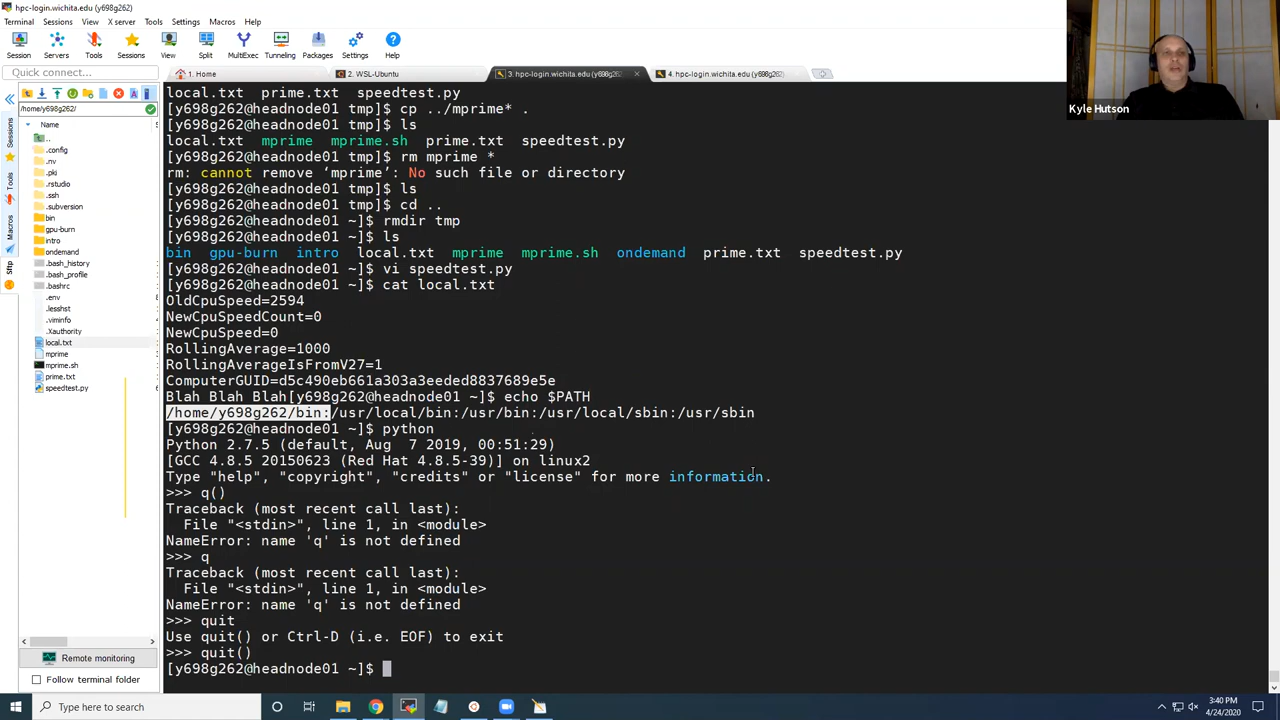 hpc-login.wichita.edu (y698g262)
Terminal Sessions View X server Tools Settings Macros Help
Session Servers Tools Sessions View Split MultiExec Tunneling Packages Settings Help
Quick connect...
1. Home
2. WSL-Ubuntu
3. hpc-login.wichita.edu (y698g262)
4. hpc-login.wichita.edu (y698g262)
Kyle Hutson
/home/y698g262/
Name
..
.config
.nv
.pki
.rstudio
.ssh
.subversion
bin
gpu-burn
intro
ondemand
.bash_history
.bash_profile
.bashrc
.env
.lesshst
.viminfo
.Xauthority
local.txt
mprime
mprime.sh
prime.txt
speedtest.py
Sessions
Tools
Macros
Sftp
Remote monitoring
Follow terminal folder
local.txt prime.txt speedtest.py
[y698g262@headnode01 tmp]$ cp ../mprime* .
[y698g262@headnode01 tmp]$ ls
local.txt mprime mprime.sh prime.txt speedtest.py
[y698g262@headnode01 tmp]$ rm mprime *
rm: cannot remove ‘mprime’: No such file or directory
[y698g262@headnode01 tmp]$ ls
[y698g262@headnode01 tmp]$ cd ..
[y698g262@headnode01 ~]$ rmdir tmp
[y698g262@headnode01 ~]$ ls
bin gpu-burn intro local.txt mprime mprime.sh ondemand prime.txt speedtest.py
[y698g262@headnode01 ~]$ vi speedtest.py
[y698g262@headnode01 ~]$ cat local.txt
OldCpuSpeed=2594
NewCpuSpeedCount=0
NewCpuSpeed=0
RollingAverage=1000
RollingAverageIsFromV27=1
ComputerGUID=d5c490eb661a303a3eeded8837689e5e
Blah Blah Blah[y698g262@headnode01 ~]$ echo $PATH
/home/y698g262/bin:/usr/local/bin:/usr/bin:/usr/local/sbin:/usr/sbin
[y698g262@headnode01 ~]$ python
Python 2.7.5 (default, Aug  7 2019, 00:51:29)
[GCC 4.8.5 20150623 (Red Hat 4.8.5-39)] on linux2
Type "help", "copyright", "credits" or "license" for more information.
>>> q()
Traceback (most recent call last):
File "<stdin>", line 1, in <module>
NameError: name 'q' is not defined
>>> q
Traceback (most recent call last):
File "<stdin>", line 1, in <module>
NameError: name 'q' is not defined
>>> quit
Use quit() or Ctrl-D (i.e. EOF) to exit
>>> quit()
[y698g262@headnode01 ~]$
Type here to search
3:40 PM
4/24/2020